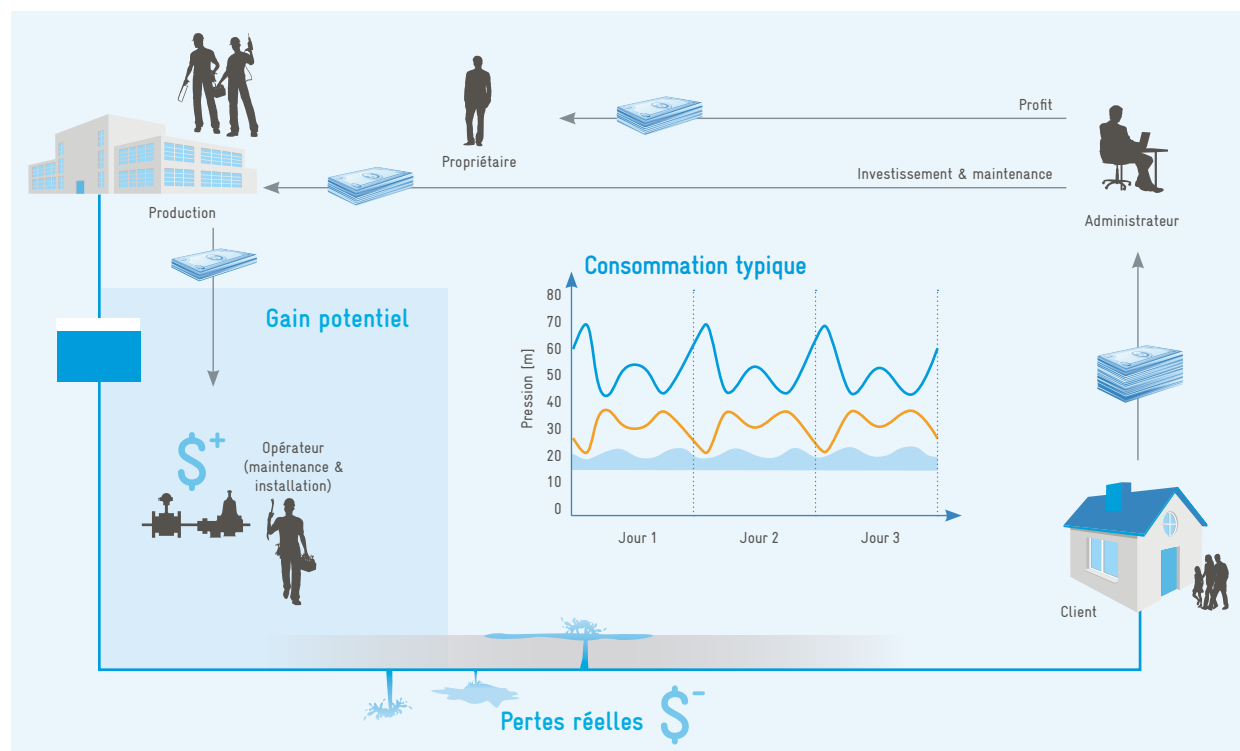 Profit
Propriétaire
Investissement & maintenance
Production
Administrateur
Consommation typique
Gain potentiel
80
70
60
50
40
30
20
10
0
Pression [m]
Jour 1
Jour 2
Jour 3
$+
Opérateur
(maintenance &
installation)
Client
Pertes réelles $-